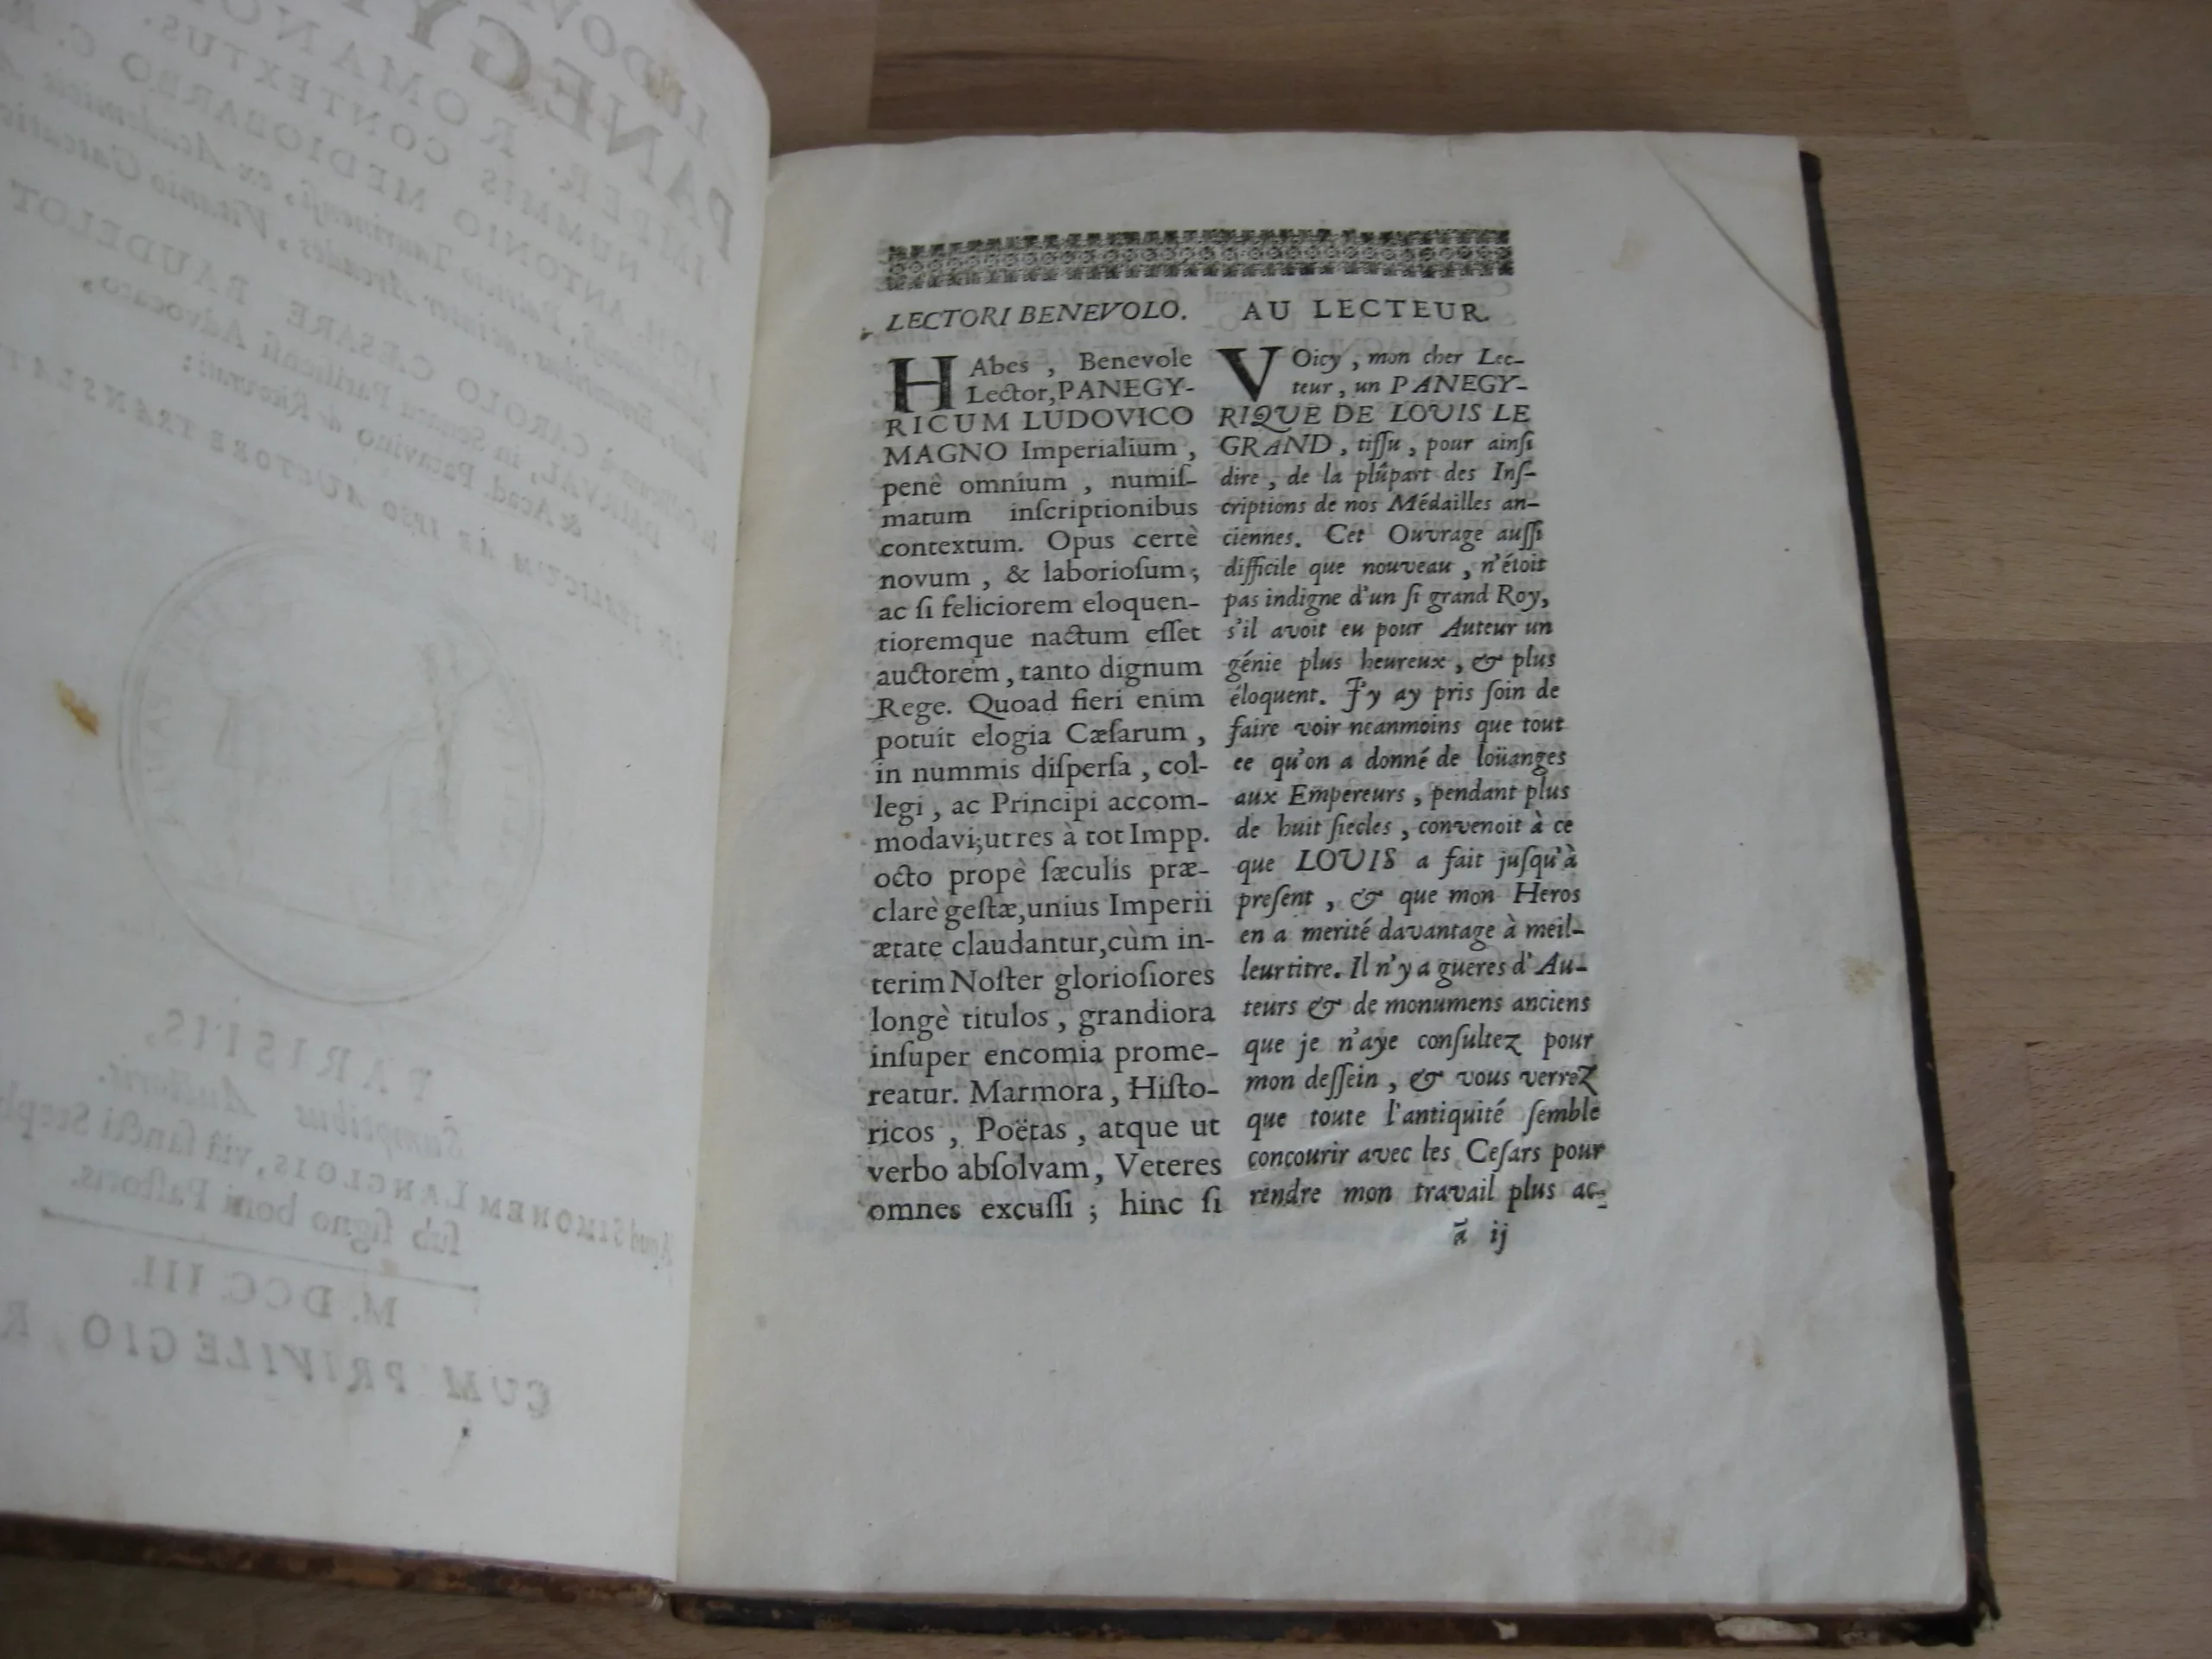 LECTORI BENEVOLO.
HAbes , Benevole
Lector, PANEGY-
RICUM LUDOVICO
MAGNO Imperialium ,
penè omnium , numiſ-
matum inſcriptionibus
contextum. Opus certè
novum , & laborioſum ;
ac ſi feliciorem eloquen-
tioremque nactum eſſet
auctorem , tanto dignum
Rege. Quoad fieri enim
potuit elogia Cæſarum ,
in nummis diſperſa , col-
legi , ac Principi accom-
modavi; ut res à tot Impp.
octo propè ſæculis præ-
clarè geſtæ, unius Imperii
ætate claudantur, cùm in-
terim Noſter glorioſiores
longè titulos , grandiora
inſuper encomia prome-
reatur. Marmora , Hiſto-
ricos , Poëtas , atque ut
verbo abſolvam , Veteres
omnes excuſſi ; hinc ſi
AU LECTEUR.
VOicy , mon cher Lec-
teur , un PANEGY-
RIQUE DE LOUIS LE
GRAND , tiſſu , pour ainſi
dire , de la plûpart des Inſ-
criptions de nos Médailles an-
ciennes. Cet Ouvrage auſſi
difficile que nouveau , n'étoit
pas indigne d'un ſi grand Roy,
s'il avoit eu pour Auteur un
génie plus heureux , & plus
éloquent. J'y ay pris ſoin de
faire voir neanmoins que tout
ce qu'on a donné de loüanges
aux Empereurs , pendant plus
de huit ſiecles , convenoit à ce
que LOUIS a fait juſqu'à
preſent , & que mon Heros
en a merité davantage à meil-
leur titre. Il n'y a gueres d'Au-
teurs & de monumens anciens
que je n'aye conſultez pour
mon deſſein , & vous verrez
que toute l'antiquité ſemble
concourir avec les Ceſars pour
rendre mon travail plus ac-
ã ij